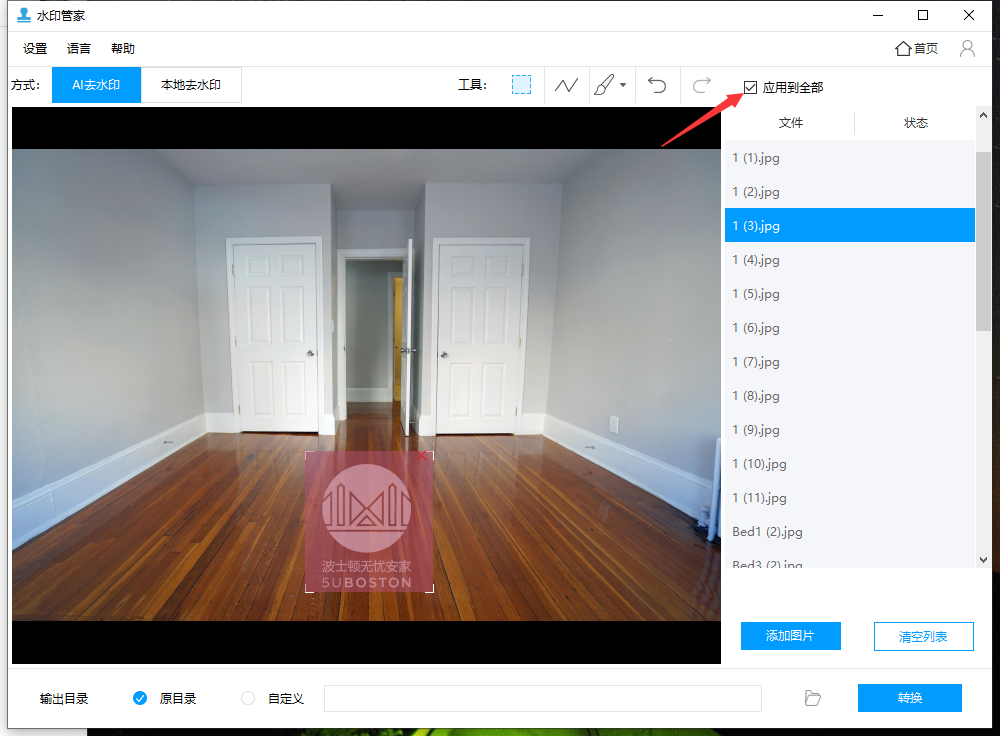 水印管家
设置 语言 帮助
首页
方式: AI去水印 本地去水印
工具:
应用到全部
文件 状态
1 (1).jpg
1 (2).jpg
1 (3).jpg
1 (4).jpg
1 (5).jpg
1 (6).jpg
1 (7).jpg
1 (8).jpg
1 (9).jpg
1 (10).jpg
1 (11).jpg
Bed1 (2).jpg
Bed3 (2).jpg
波士顿无忧安家
5UBOSTON
添加图片 清空列表
输出目录 原目录 自定义
转换